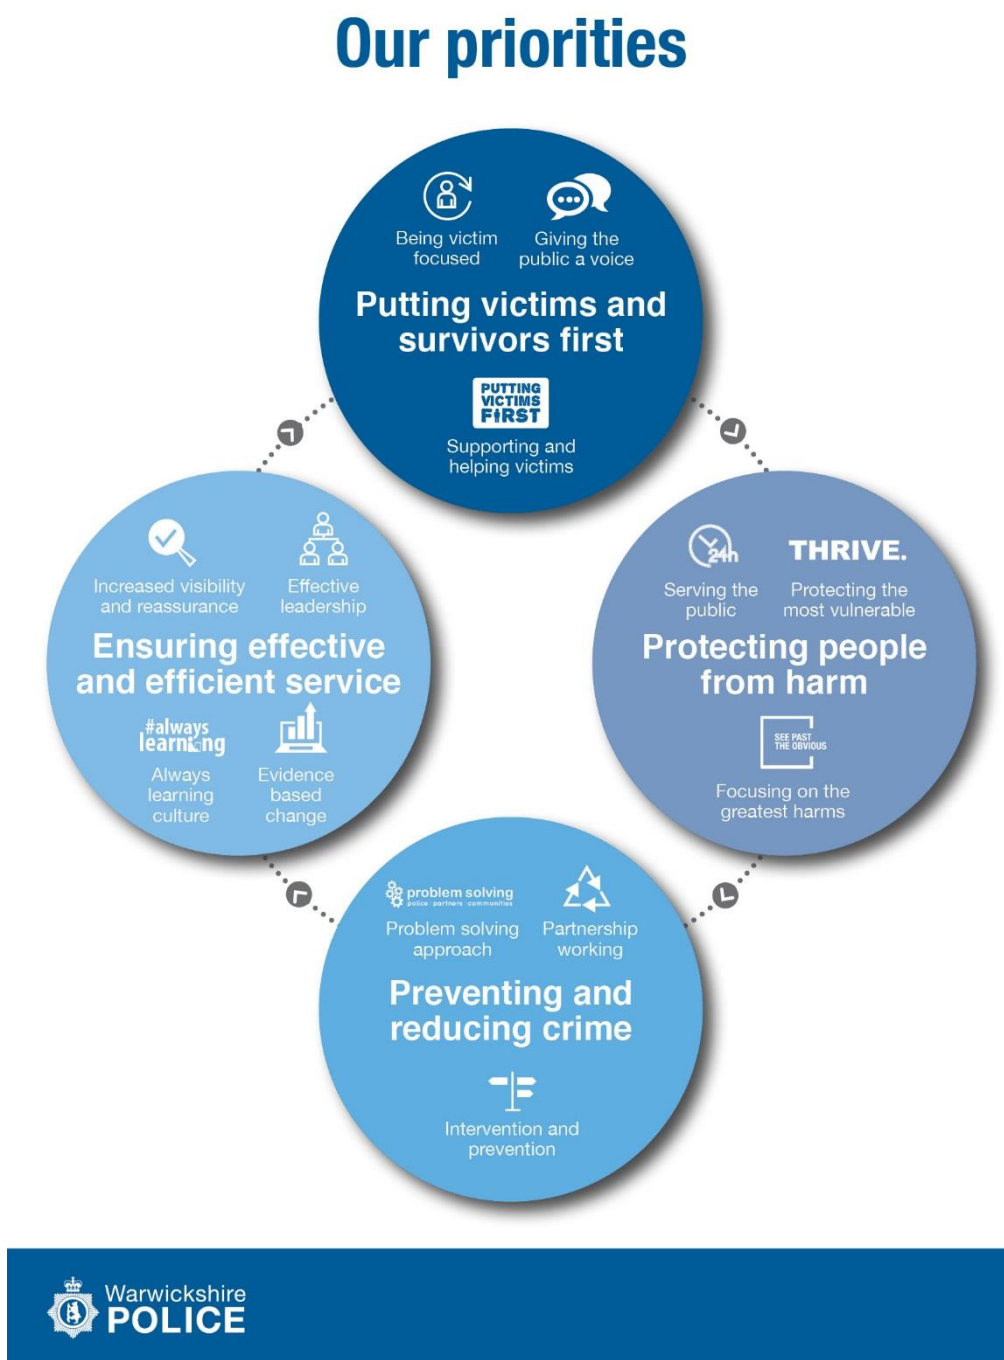 Our priorities
Being victim
focused
Giving the
public a voice
Putting victims and
survivors first
PUTTING
VICTIMS
FIRST
Supporting and
helping victims
24h
Serving the
public
THRIVE.
Protecting the
most vulnerable
Protecting people
from harm
SEE PAST
THE OBVIOUS
Focusing on the
greatest harms
problem solving
police partners communities
Problem solving
approach
Partnership
working
Preventing and
reducing crime
Intervention and
prevention
Increased visibility
and reassurance
Effective
leadership
Ensuring effective
and efficient service
#always
learning
Always
learning
culture
Evidence
based
change
Warwickshire
POLICE